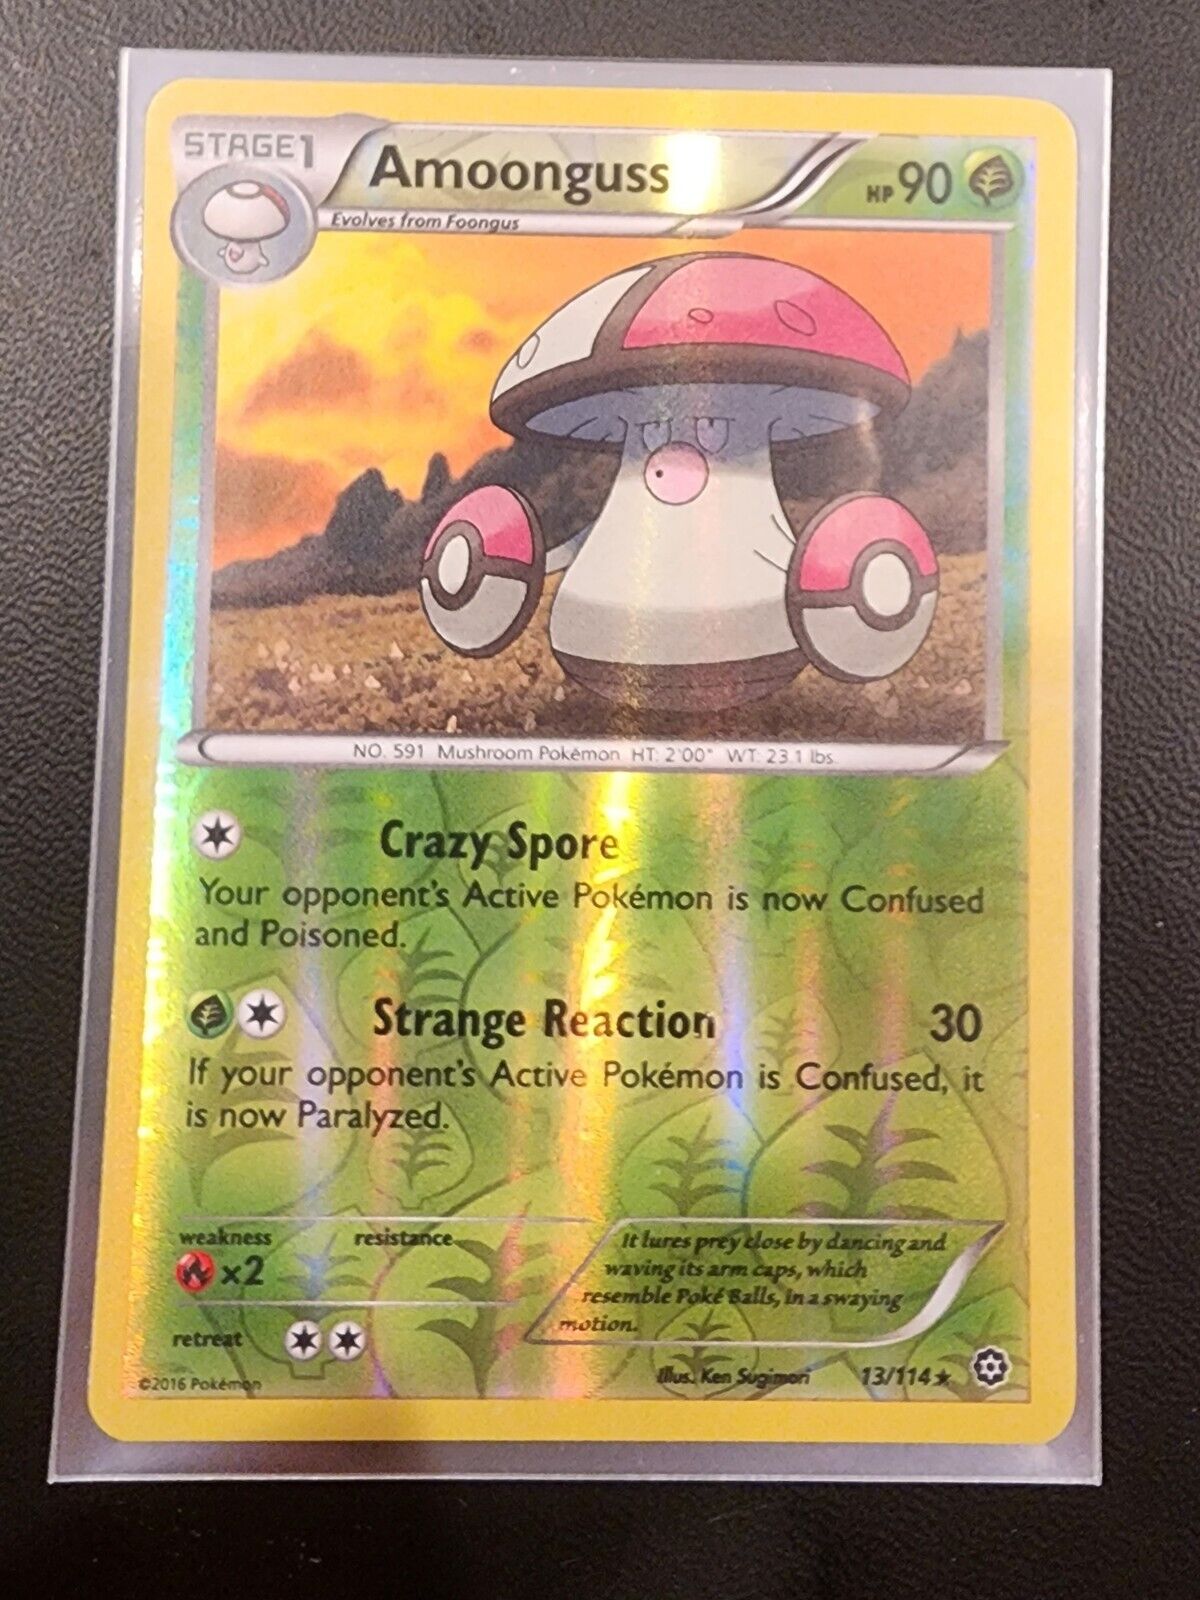 STAGE1
Amoonguss
HP 90
Evolves from Foongus
NO. 591 Mushroom Pokémon HT: 2'00" WT: 23.1 lbs.
Crazy Spore
Your opponent's Active Pokémon is now Confused
and Poisoned.
Strange Reaction 30
If your opponent's Active Pokémon is Confused, it
is now Paralyzed.
weakness resistance
x2
retreat
It lures prey close by dancing and
waving its arm caps, which
resemble Poké Balls, in a swaying
motion.
Illus. Ken Sugimori 13/114★
©2016 Pokémon